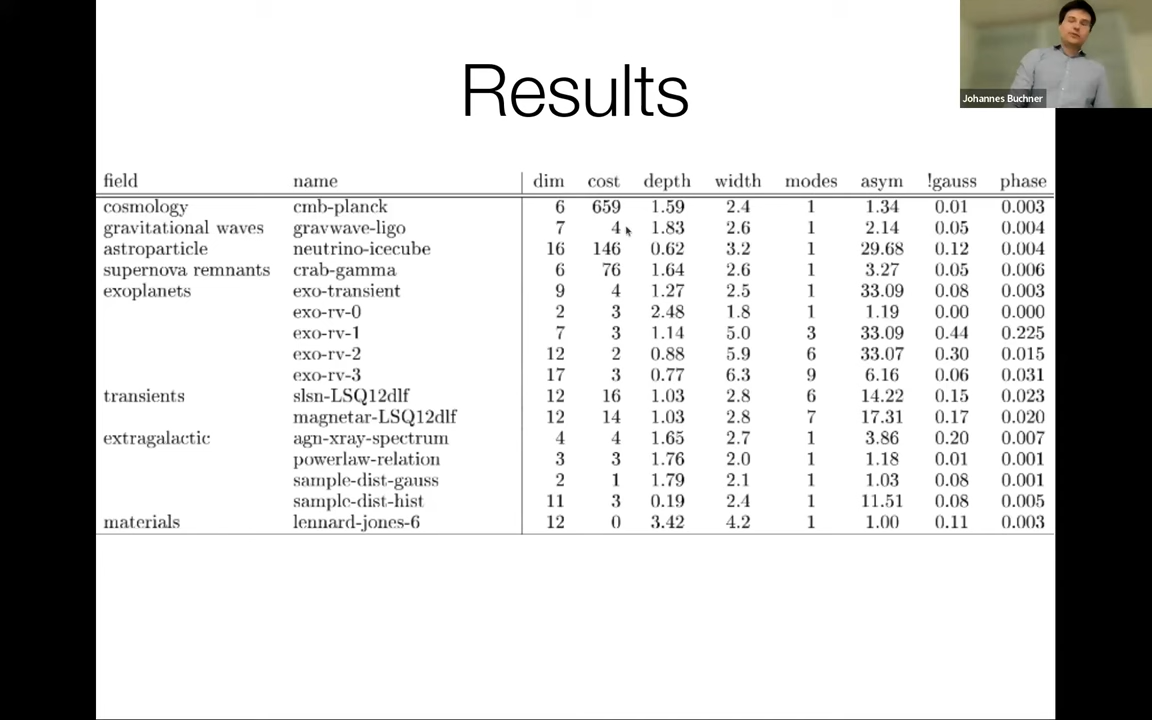 Results
Johannes Buchner
field name dim cost depth width modes asym !gauss phase
cosmology cmb-planck 6 659 1.59 2.4 1 1.34 0.01 0.003
gravitational waves gravwave-ligo 7 4 1.83 2.6 1 2.14 0.05 0.004
astroparticle neutrino-icecube 16 146 0.62 3.2 1 29.68 0.12 0.004
supernova remnants crab-gamma 6 76 1.64 2.6 1 3.27 0.05 0.006
exoplanets exo-transient 9 4 1.27 2.5 1 33.09 0.08 0.003
exo-rv-0 2 3 2.48 1.8 1 1.19 0.00 0.000
exo-rv-1 7 3 1.14 5.0 3 33.09 0.44 0.225
exo-rv-2 12 2 0.88 5.9 6 33.07 0.30 0.015
exo-rv-3 17 3 0.77 6.3 9 6.16 0.06 0.031
transients slsn-LSQ12dlf 12 16 1.03 2.8 6 14.22 0.15 0.023
magnetar-LSQ12dlf 12 14 1.03 2.8 7 17.31 0.17 0.020
extragalactic agn-xray-spectrum 4 4 1.65 2.7 1 3.86 0.20 0.007
powerlaw-relation 3 3 1.76 2.0 1 1.18 0.01 0.001
sample-dist-gauss 2 1 1.79 2.1 1 1.03 0.08 0.001
sample-dist-hist 11 3 0.19 2.4 1 11.51 0.08 0.005
materials lennard-jones-6 12 0 3.42 4.2 1 1.00 0.11 0.003